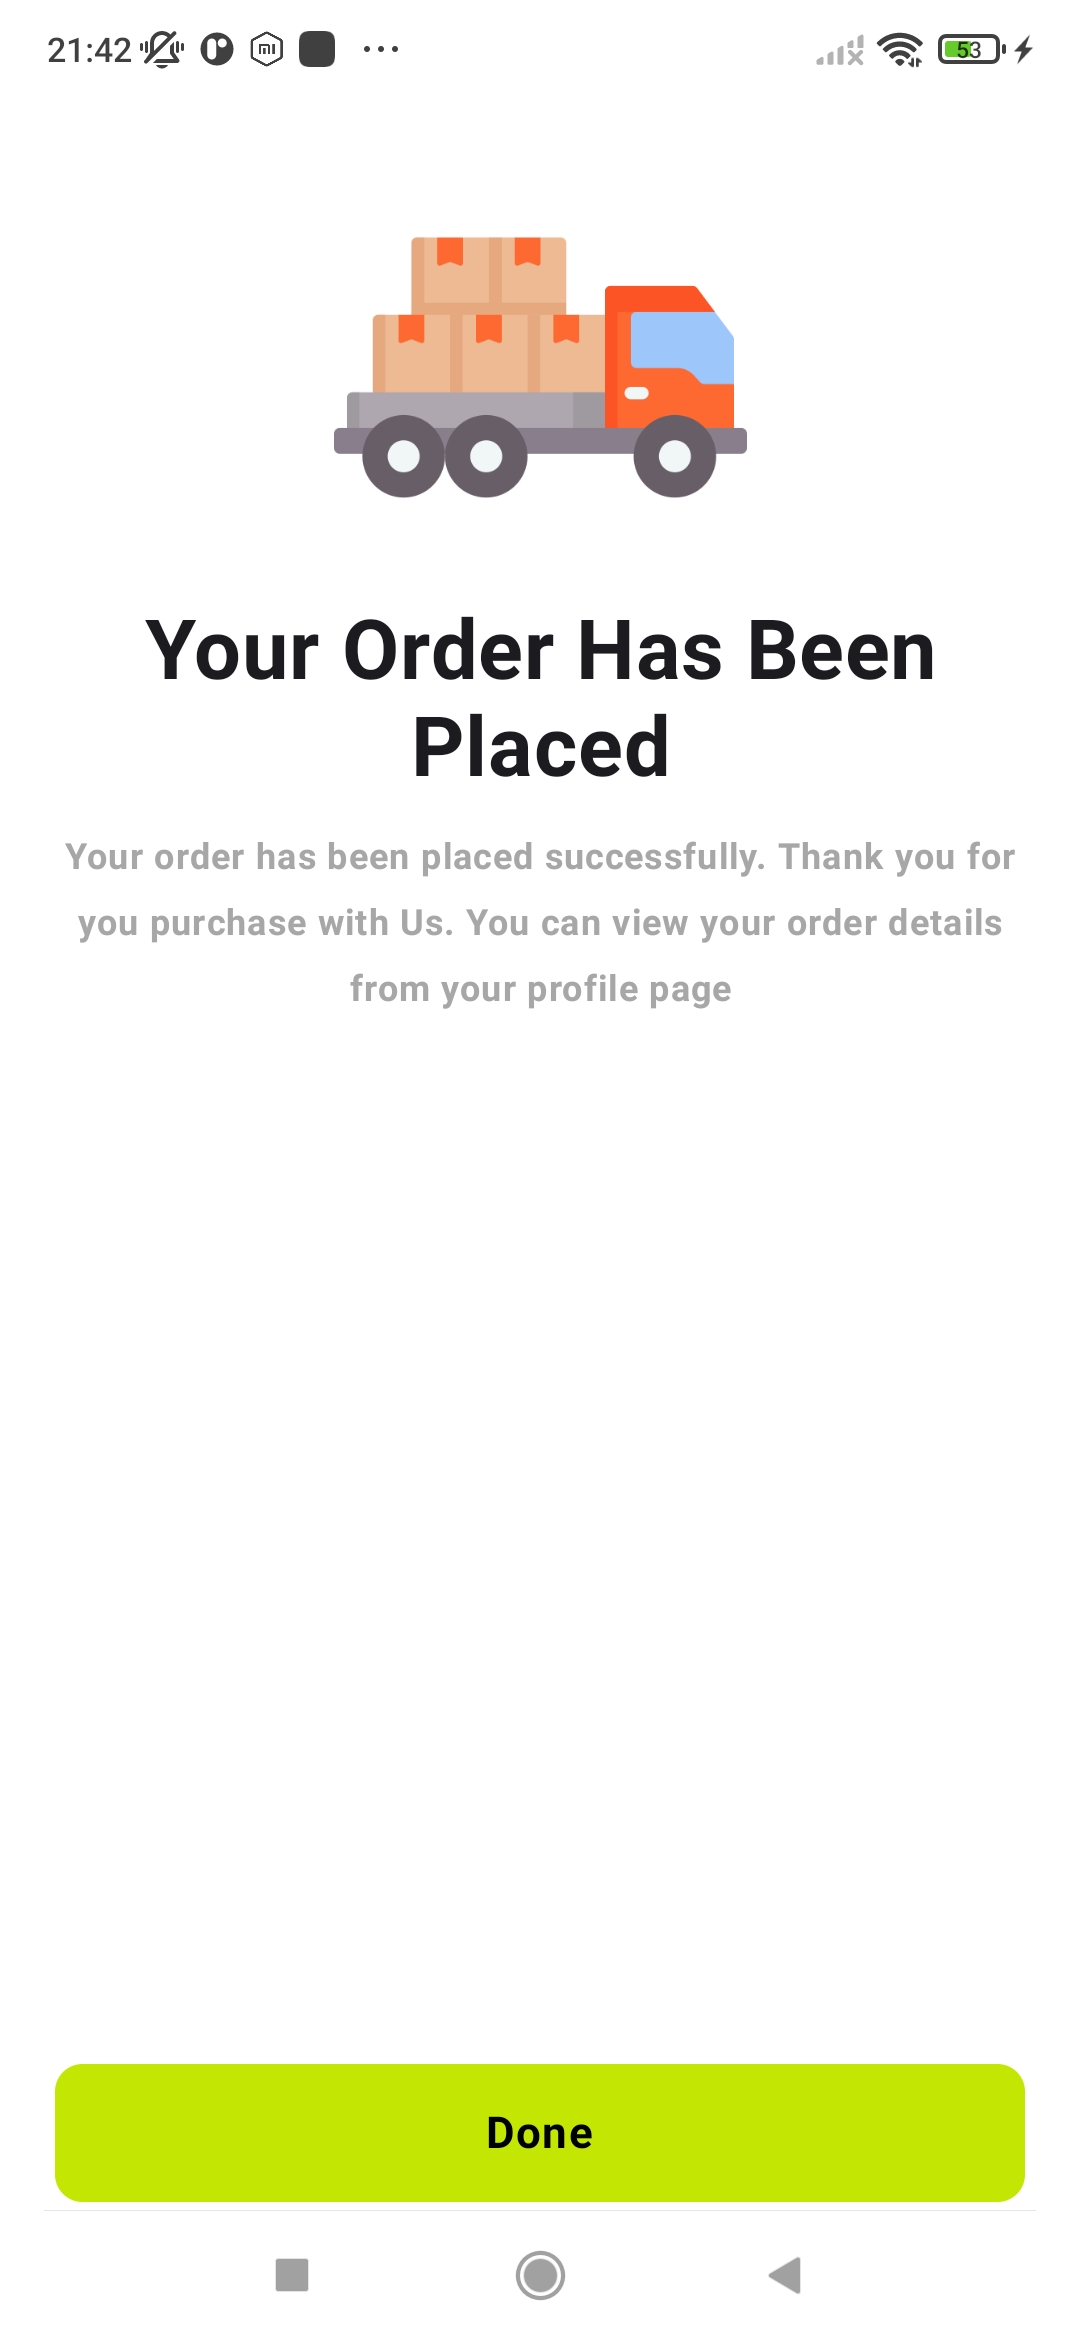 21:42
53
Your Order Has Been
Placed
Your order has been placed successfully. Thank you for
you purchase with Us. You can view your order details
from your profile page
Done